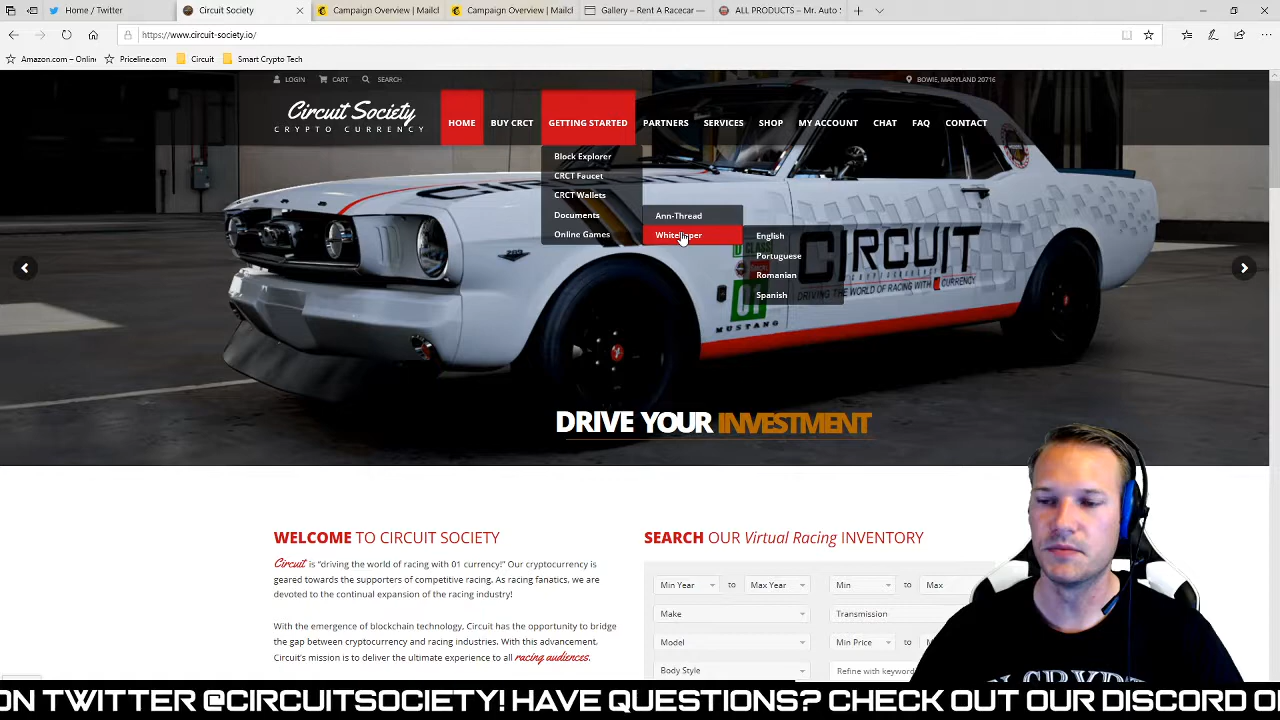 Home / Twitter
Circuit Society
Campaign Overview | Mailcl
Campaign Overview | Mailcl
Gallery – Rent A Racecar
ALL PRODUCTS – Mr. Auto
https://www.circuit-society.io/
Amazon.com – Onlin
Priceline.com
Circuit
Smart Crypto Tech
LOGIN
CART
SEARCH
BOWIE, MARYLAND 20716
Circuit Society
CRYPTO CURRENCY
HOME
BUY CRCT
GETTING STARTED
PARTNERS
SERVICES
SHOP
MY ACCOUNT
CHAT
FAQ
CONTACT
Block Explorer
CRCT Faucet
CRCT Wallets
Documents
Online Games
Ann-Thread
Whitepaper
English
Portuguese
Romanian
Spanish
CIRCUIT
DRIVING THE WORLD OF RACING WITH CURRENCY
MUSTANG
DRIVE YOUR INVESTMENT
WELCOME TO CIRCUIT SOCIETY
Circuit is "driving the world of racing with 01 currency!" Our cryptocurrency is
geared towards the supporters of competitive racing. As racing fanatics, we are
devoted to the continual expansion of the racing industry!
With the emergence of blockchain technology, Circuit has the opportunity to bridge
the gap between cryptocurrency and racing industries. With this advancement,
Circuit's mission is to deliver the ultimate experience to all racing audiences.
SEARCH OUR Virtual Racing INVENTORY
Min Year
to
Max Year
Min
to
Max
Make
Transmission
Model
Min Price
to
Body Style
Refine with keyword
ON TWITTER @CIRCUITSOCIETY! HAVE QUESTIONS? CHECK OUT OUR DISCORD O